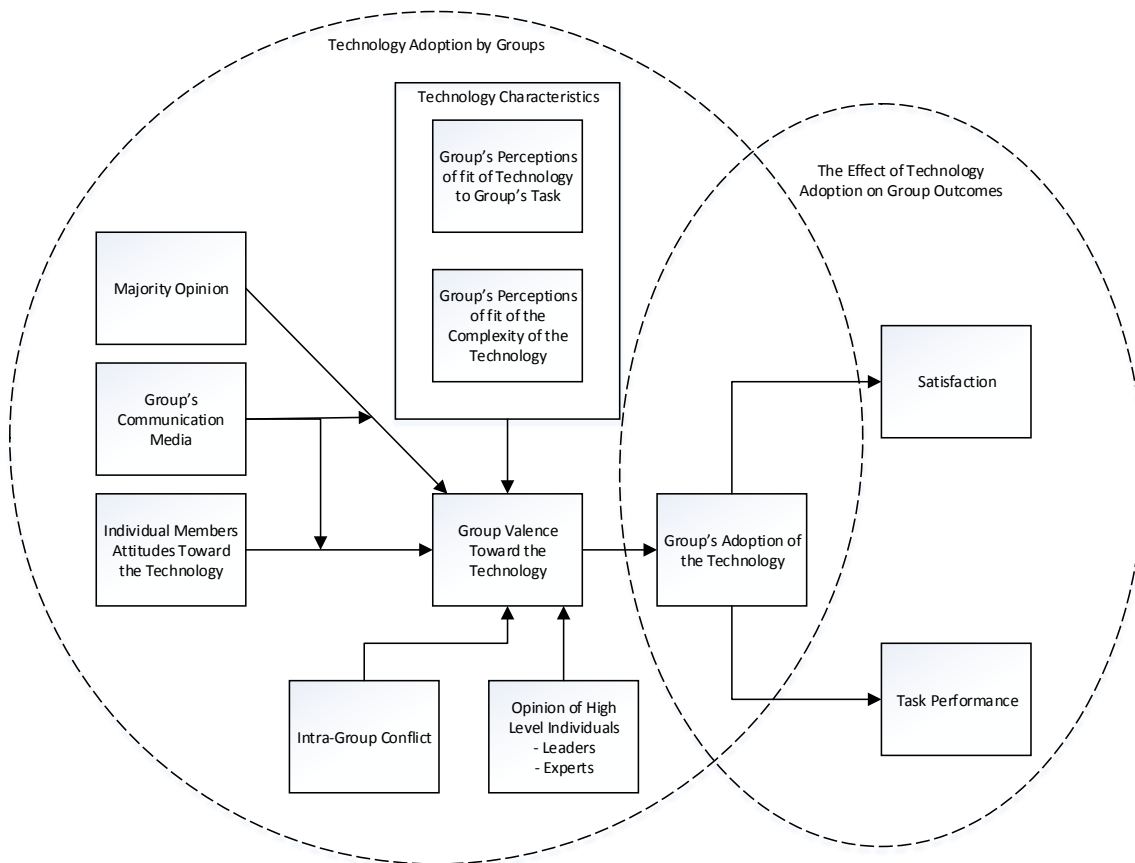 Technology Adoption by Groups
Technology Characteristics
Group's Perceptions
of fit of Technology
to Group's Task
Group's Perceptions
of fit of the
Complexity of the
Technology
The Effect of Technology
Adoption on Group Outcomes
Majority Opinion
Group's
Communication
Media
Individual Members
Attitudes Toward
the Technology
Group Valence
Toward the
Technology
Group's Adoption of
the Technology
Satisfaction
Task Performance
Intra-Group Conflict
Opinion of High
Level Individuals
- Leaders
- Experts